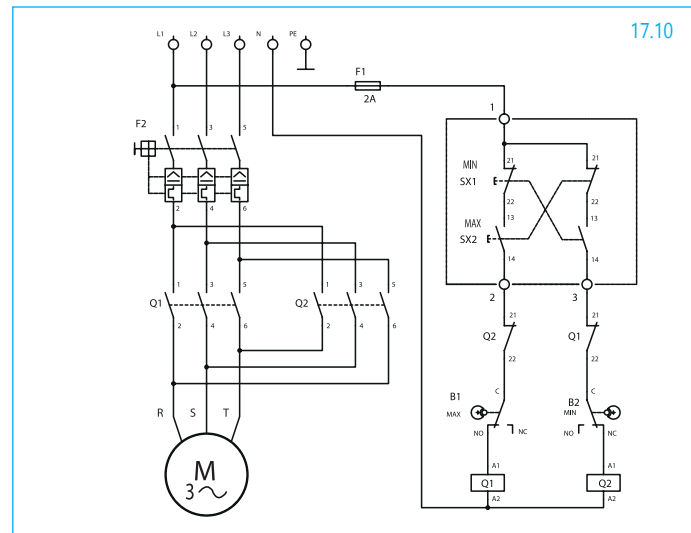 17.10
L1 L2 L3 N PE
F1
2A
1
F2
1 3 5
21 21
MIN
SX1
22 22
2 4 6
MAX
13 13
SX2
14 14
1 3 5 1 3 5
Q1 Q2
2 3
2 4 6 2 4 6
21 21
Q2 Q1
22 22
C C
B1 B2
MAX MIN
R S T
NO NC NO NC
M
3
A1 A1
Q1 Q2
A2 A2